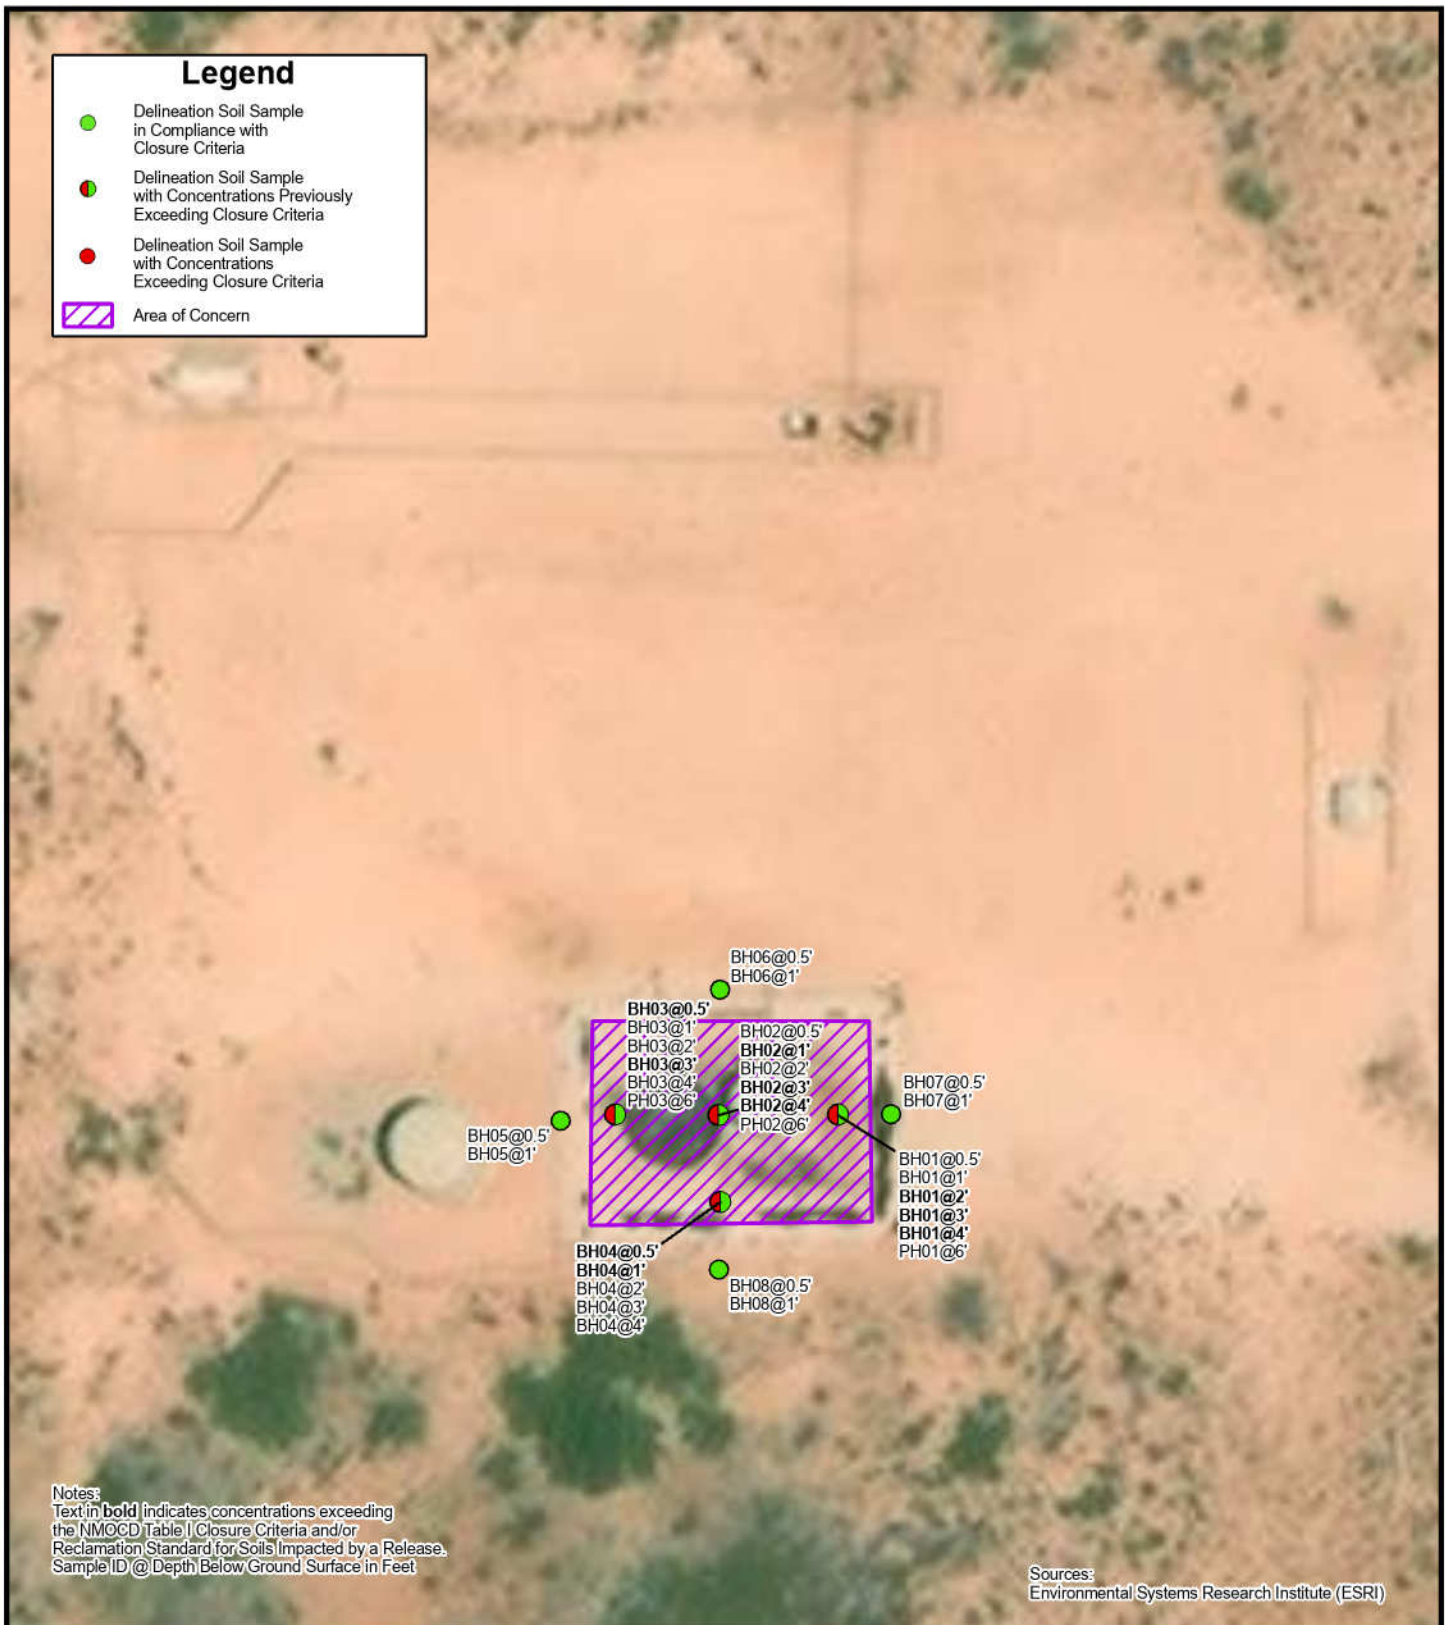 Legend
Delineation Soil Sample
in Compliance with
Closure Criteria
Delineation Soil Sample
with Concentrations Previously
Exceeding Closure Criteria
Delineation Soil Sample
with Concentrations
Exceeding Closure Criteria
Area of Concern
BH06@0.5'
BH06@1'
BH03@0.5'
BH03@1'
BH03@2'
BH03@3'
BH03@4'
PH03@6'
BH02@0.5'
BH02@1'
BH02@2'
BH02@3'
BH02@4'
PH02@6'
BH07@0.5'
BH07@1'
BH05@0.5'
BH05@1'
BH01@0.5'
BH01@1'
BH01@2'
BH01@3'
BH01@4'
PH01@6'
BH04@0.5'
BH04@1'
BH04@2'
BH04@3'
BH04@4'
BH08@0.5'
BH08@1'
Notes:
Text in bold indicates concentrations exceeding
the NMOCD Table I Closure Criteria and/or
Reclamation Standard for Soils Impacted by a Release.
Sample ID @ Depth Below Ground Surface in Feet
Sources:
Environmental Systems Research Institute (ESRI)